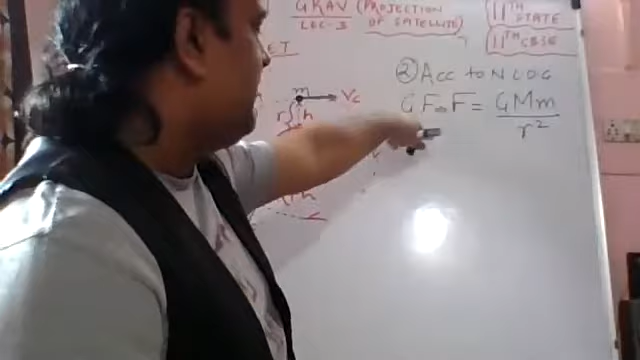 GRAV (PROJECTION
LEC-3 OF SATELLITE)
11TH STATE
11TH CBSE
ET
m
Vc
r h
② Acc to NLOG
G F. F = GMm
r²
h